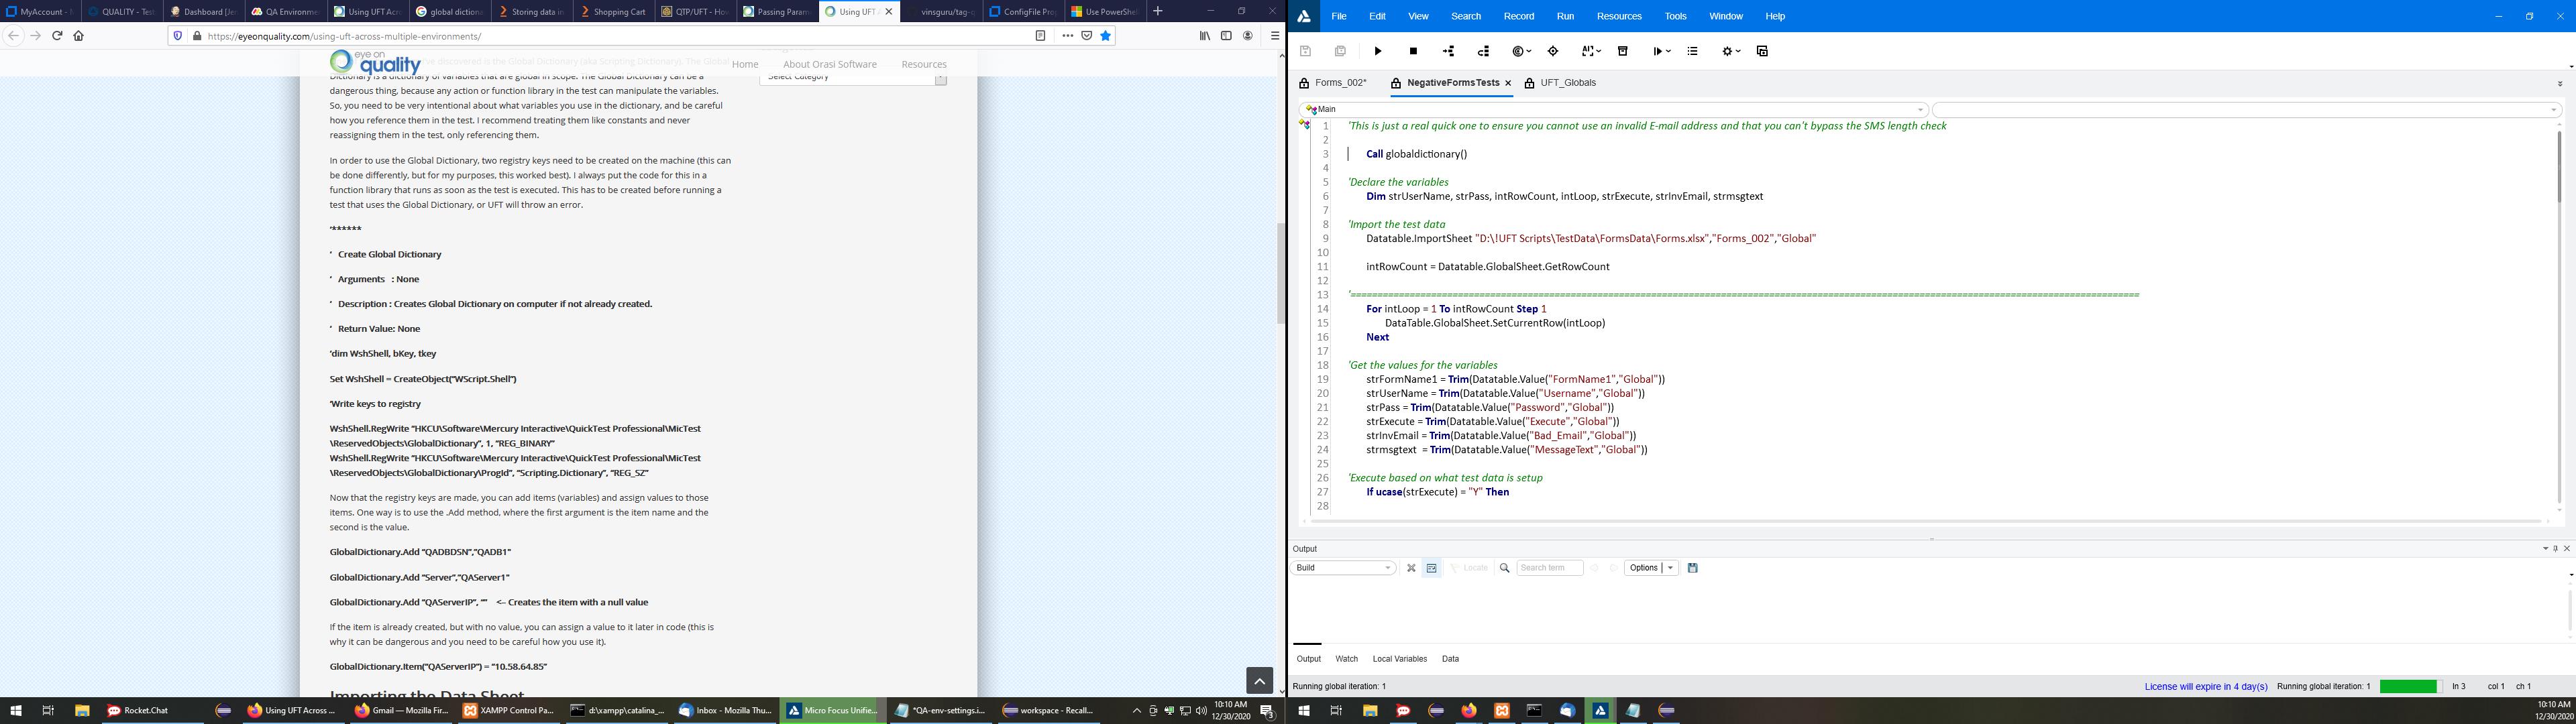 MyAccount -
QUALITY - Test
Dashboard [Jen
QA Environme
Using UFT Acro
global dictiona
Storing data in
Shopping Cart
QTP/UFT - Hov
Passing Param
Using UFT A
vinsguru/tag-q
ConfigFile Prov
Use PowerShel
https://eyeonquality.com/using-uft-across-multiple-environments/
eye on
quality
Home
About Orasi Software
Resources
Select Category
Dictionary is a dictionary of variables that are global in scope. The Global Dictionary can be a
dangerous thing, because any action or function library in the test can manipulate the variables.
So, you need to be very intentional about what variables you use in the dictionary, and be careful
how you reference them in the test. I recommend treating them like constants and never
reassigning them in the test, only referencing them.
In order to use the Global Dictionary, two registry keys need to be created on the machine (this can
be done differently, but for my purposes, this worked best). I always put the code for this in a
function library that runs as soon as the test is executed. This has to be created before running a
test that uses the Global Dictionary, or UFT will throw an error.
‘******
‘ Create Global Dictionary
‘ Arguments : None
‘ Description : Creates Global Dictionary on computer if not already created.
‘ Return Value: None
‘dim WshShell, bKey, tkey
Set WshShell = CreateObject(“WScript.Shell”)
‘Write keys to registry
WshShell.RegWrite “HKCU\Software\Mercury Interactive\QuickTest Professional\MicTest
\ReservedObjects\GlobalDictionary”, 1, “REG_BINARY”
WshShell.RegWrite “HKCU\Software\Mercury Interactive\QuickTest Professional\MicTest
\ReservedObjects\GlobalDictionary\ProgId”, “Scripting.Dictionary”, “REG_SZ”
Now that the registry keys are made, you can add items (variables) and assign values to those
items. One way is to use the .Add method, where the first argument is the item name and the
second is the value.
GlobalDictionary.Add “QADBDSN”,”QADB1”
GlobalDictionary.Add “Server”,”QAServer1”
GlobalDictionary.Add “QAServerIP”, “” <– Creates the item with a null value
If the item is already created, but with no value, you can assign a value to it later in code (this is
why it can be dangerous and you need to be careful how you use it).
GlobalDictionary.Item(“QAServerIP”) = “10.58.64.85”
Importing the Data Sheet
Rocket.Chat
Using UFT Across ...
Gmail — Mozilla Fir...
XAMPP Control Pa...
d:\xampp\catalina_...
Inbox - Mozilla Thu...
Micro Focus Unifie...
*QA-env-settings.i...
workspace - Recall...
10:10 AM
12/30/2020
3
File Edit View Search Record Run Resources Tools Window Help
Forms_002*
NegativeFormsTests
UFT_Globals
Main
1 'This is just a real quick one to ensure you cannot use an invalid E-mail address and that you can't bypass the SMS length check
2
3 Call globaldictionary()
4
5 'Declare the variables
6 Dim strUserName, strPass, intRowCount, intLoop, strExecute, strInvEmail, strmsgtext
7
8 'Import the test data
9 Datatable.ImportSheet "D:\!UFT Scripts\TestData\FormsData\Forms.xlsx","Forms_002","Global"
10
11 intRowCount = Datatable.GlobalSheet.GetRowCount
12
13 '==================================================================
14 For intLoop = 1 To intRowCount Step 1
15 DataTable.GlobalSheet.SetCurrentRow(intLoop)
16 Next
17
18 'Get the values for the variables
19 strFormName1 = Trim(Datatable.Value("FormName1","Global"))
20 strUserName = Trim(Datatable.Value("Username","Global"))
21 strPass = Trim(Datatable.Value("Password","Global"))
22 strExecute = Trim(Datatable.Value("Execute","Global"))
23 strInvEmail = Trim(Datatable.Value("Bad_Email","Global"))
24 strmsgtext = Trim(Datatable.Value("MessageText","Global"))
25
26 'Execute based on what test data is setup
27 If ucase(strExecute) = "Y" Then
28
Output
Build
Locate
Search term
Options
Output Watch Local Variables Data
Running global iteration: 1
License will expire in 4 day(s)
Running global iteration: 1
ln 3
col 1
ch 1
10:10 AM
12/30/2020